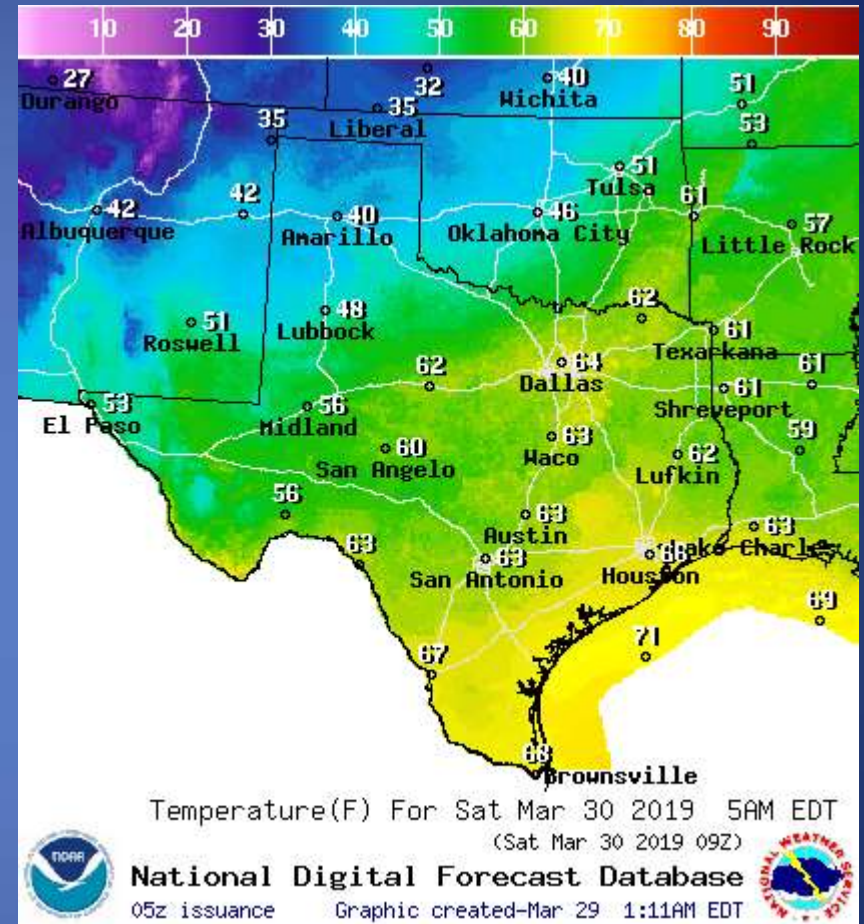 10 20 30 40 50 60 70 80 90
27
Durango
32
40
Wichita
51
35
Liberal
35
53
51
Tulsa
42
Albuquerque
42
40
Amarillo
46
Oklahoma City
61
57
Little Rock
51
Roswell
48
Lubbock
62
61
Texarkana
62
64
Dallas
61
Shreveport
61
53
El Paso
56
Midland
60
San Angelo
63
Waco
62
Lufkin
59
56
63
Austin
63
63
63
San Antonio
Houston
Lake
71
69
67
68
Brownsville
Temperature(F) For Sat Mar 30 2019 5AM EDT
(Sat Mar 30 2019 09Z)
National Digital Forecast Database
05z issuance Graphic created-Mar 29 1:11AM EDT
NOAA
NATIONAL WEATHER SERVICE